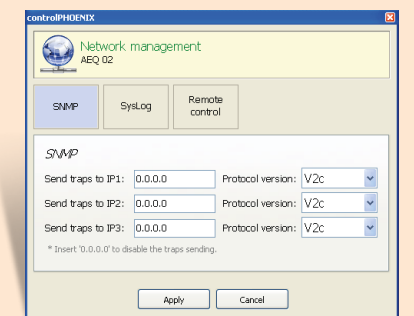 controlPHOENIX
Network management
AEQ 02
SNMP
SysLog
Remote
control
SNMP
Send traps to IP1: 0.0.0.0 Protocol version: V2c
Send traps to IP2: 0.0.0.0 Protocol version: V2c
Send traps to IP3: 0.0.0.0 Protocol version: V2c
* Insert '0.0.0.0' to disable the traps sending.
Apply Cancel